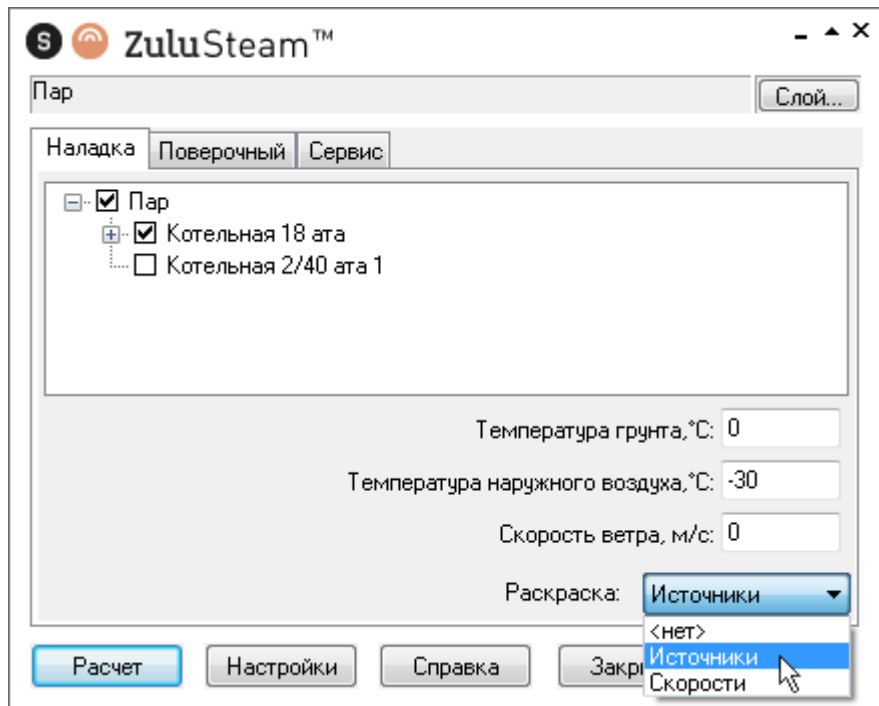 S ZuluSteam™
Пар
Слой...
Наладка Поверочный Сервис
Пар
Котельная 18 ата
Котельная 2/40 ата 1
Температура грунта,°C: 0
Температура наружного воздуха,°C: -30
Скорость ветра, м/с: 0
Раскраска: Источники
<нет>
Источники
Скорости
Расчет Настройки Справка